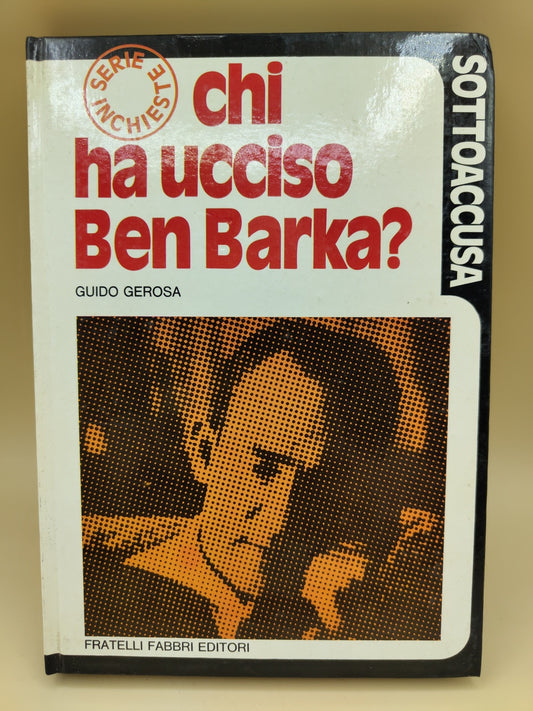 SERIE
INCHIESTE
chi
ha ucciso
Ben Barka?
GUIDO GEROSA
SOTTOACCUSA
FRATELLI FABBRI EDITORI